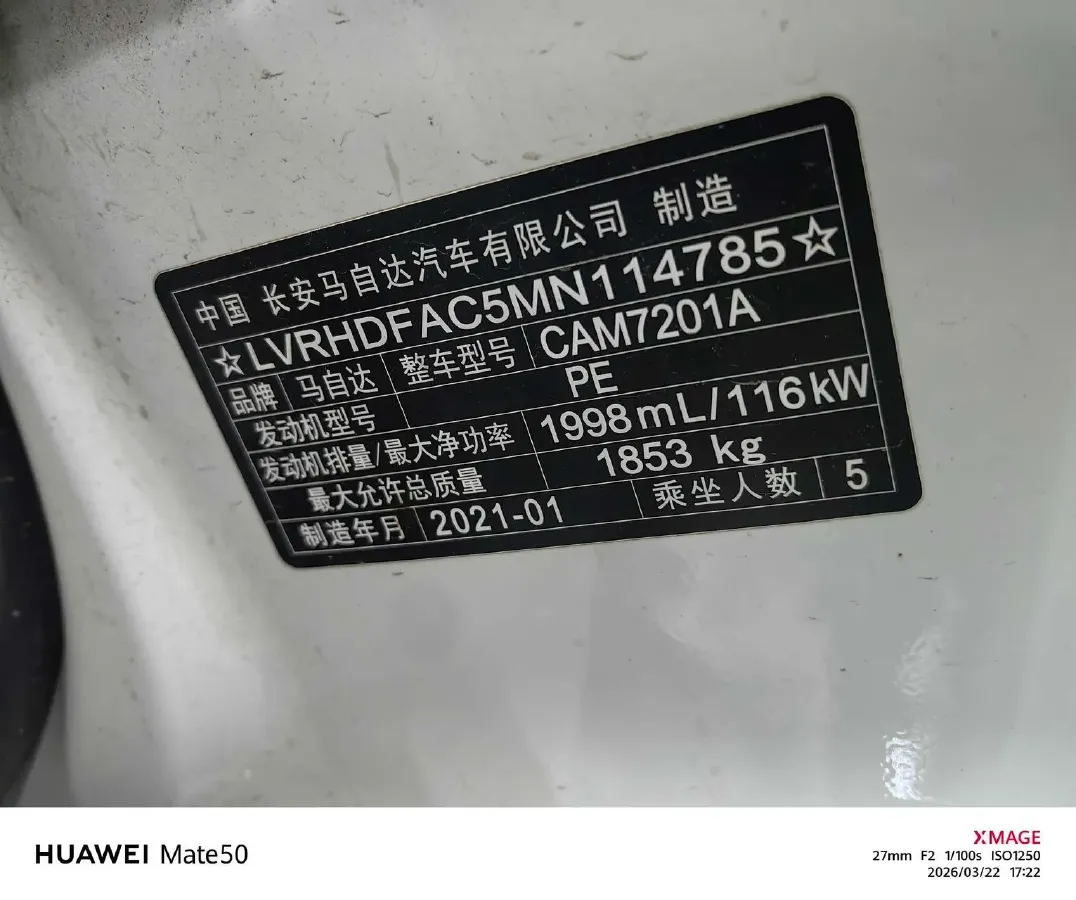 中国 长安马自达汽车有限公司 制造
☆LVRHDFAC5MN114785☆
品牌 马自达 整车型号 CAM7201A
发动机型号 PE
发动机排量/最大净功率 1998mL/116kW
最大允许总质量 1853 kg
制造年月 2021-01 乘坐人数 5
HUAWEI Mate50
XMAGE
27mm F2 1/100s ISO1250
2026/03/22 17:22